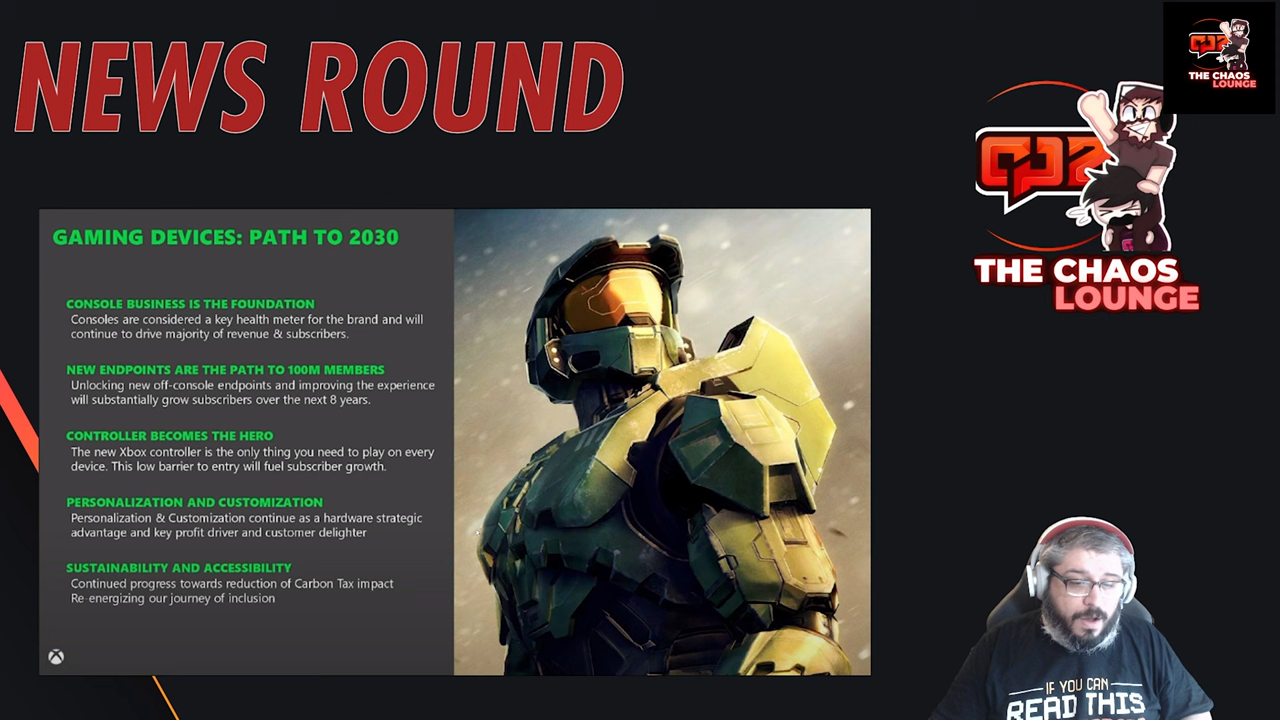 NEWS ROUND
THE CHAOS
LOUNGE
THE CHAOS
LOUNGE
GAMING DEVICES: PATH TO 2030
CONSOLE BUSINESS IS THE FOUNDATION
Consoles are considered a key health meter for the brand and will
continue to drive majority of revenue & subscribers.
NEW ENDPOINTS ARE THE PATH TO 100M MEMBERS
Unlocking new off-console endpoints and improving the experience
will substantially grow subscribers over the next 8 years.
CONTROLLER BECOMES THE HERO
The new Xbox controller is the only thing you need to play on every
device. This low barrier to entry will fuel subscriber growth.
PERSONALIZATION AND CUSTOMIZATION
Personalization & Customization continue as a hardware strategic
advantage and key profit driver and customer delighter
SUSTAINABILITY AND ACCESSIBILITY
Continued progress towards reduction of Carbon Tax impact
Re-energizing our journey of inclusion
IF YOU CAN
READ THIS